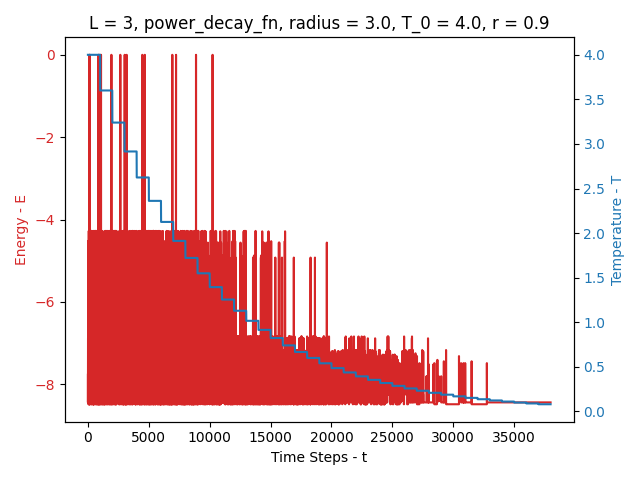 L = 3, power_decay_fn, radius = 3.0, T_0 = 4.0, r = 0.9
Energy - E
0
−2
−4
−6
−8
4.0
3.5
3.0
2.5
2.0
1.5
1.0
0.5
0.0
Temperature - T
0 5000 10000 15000 20000 25000 30000 35000
Time Steps - t